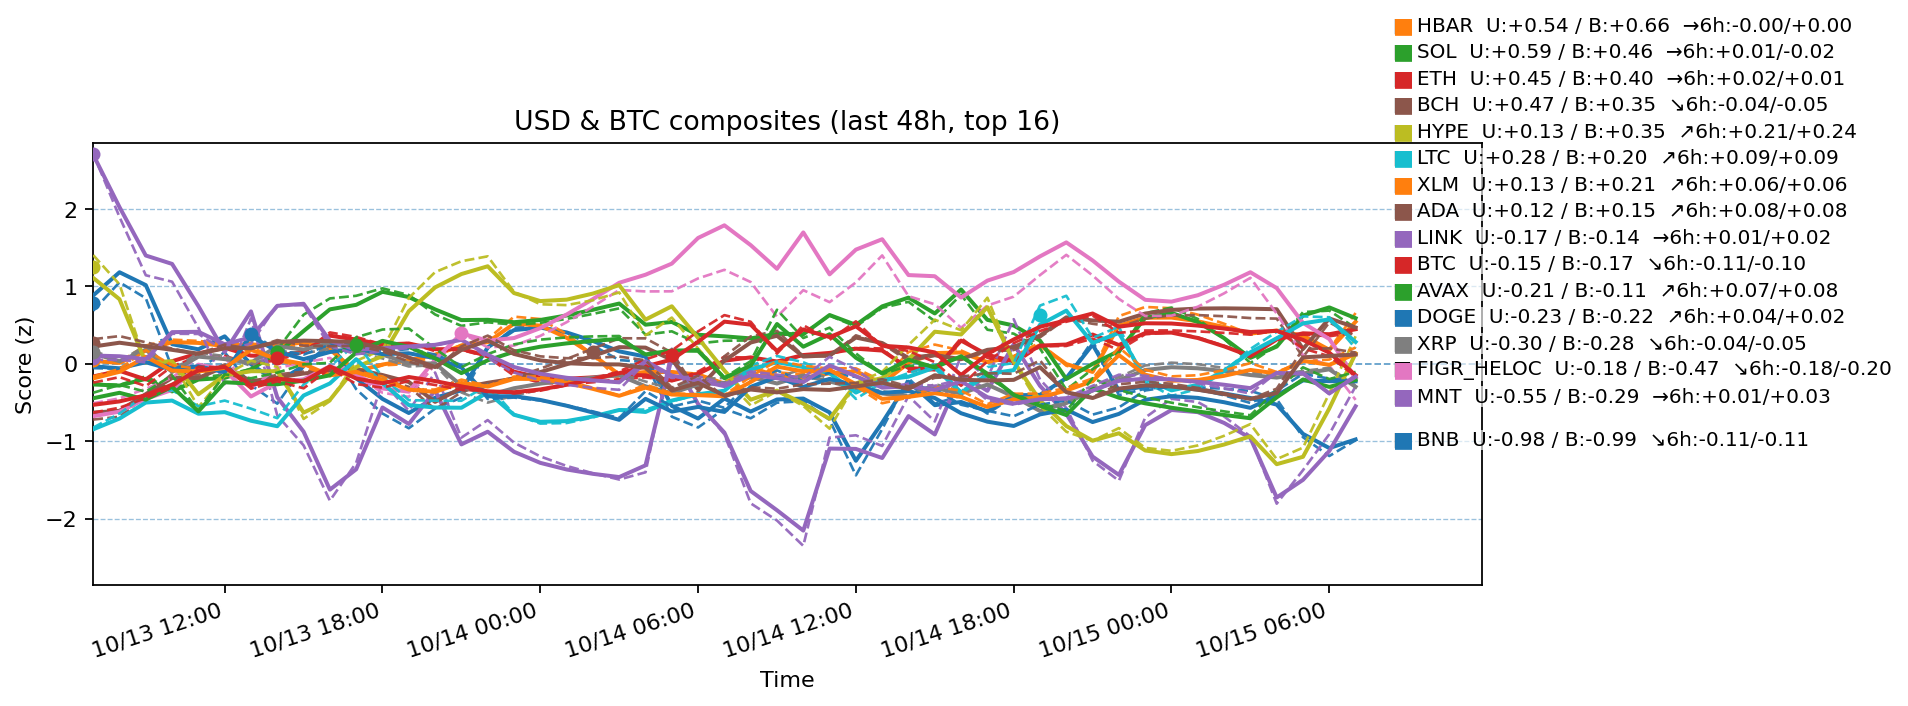 USD & BTC composites (last 48h, top 16)
HBAR U:+0.54 / B:+0.66 →6h:-0.00/+0.00
SOL U:+0.59 / B:+0.46 →6h:+0.01/-0.02
ETH U:+0.45 / B:+0.40 →6h:+0.02/+0.01
BCH U:+0.47 / B:+0.35 ↘6h:-0.04/-0.05
HYPE U:+0.13 / B:+0.35 ↗6h:+0.21/+0.24
LTC U:+0.28 / B:+0.20 ↗6h:+0.09/+0.09
XLM U:+0.13 / B:+0.21 ↗6h:+0.06/+0.06
ADA U:+0.12 / B:+0.15 ↗6h:+0.08/+0.08
LINK U:-0.17 / B:-0.14 →6h:+0.01/+0.02
BTC U:-0.15 / B:-0.17 ↘6h:-0.11/-0.10
AVAX U:-0.21 / B:-0.11 ↗6h:+0.07/+0.08
DOGE U:-0.23 / B:-0.22 ↗6h:+0.04/+0.02
XRP U:-0.30 / B:-0.28 ↘6h:-0.04/-0.05
FIGR_HELOC U:-0.18 / B:-0.47 ↘6h:-0.18/-0.20
MNT U:-0.55 / B:-0.29 →6h:+0.01/+0.03
BNB U:-0.98 / B:-0.99 ↘6h:-0.11/-0.11
Score (z)
2
1
0
−1
−2
10/13 12:00
10/13 18:00
10/14 00:00
10/14 06:00
10/14 12:00
10/14 18:00
10/15 00:00
10/15 06:00
Time